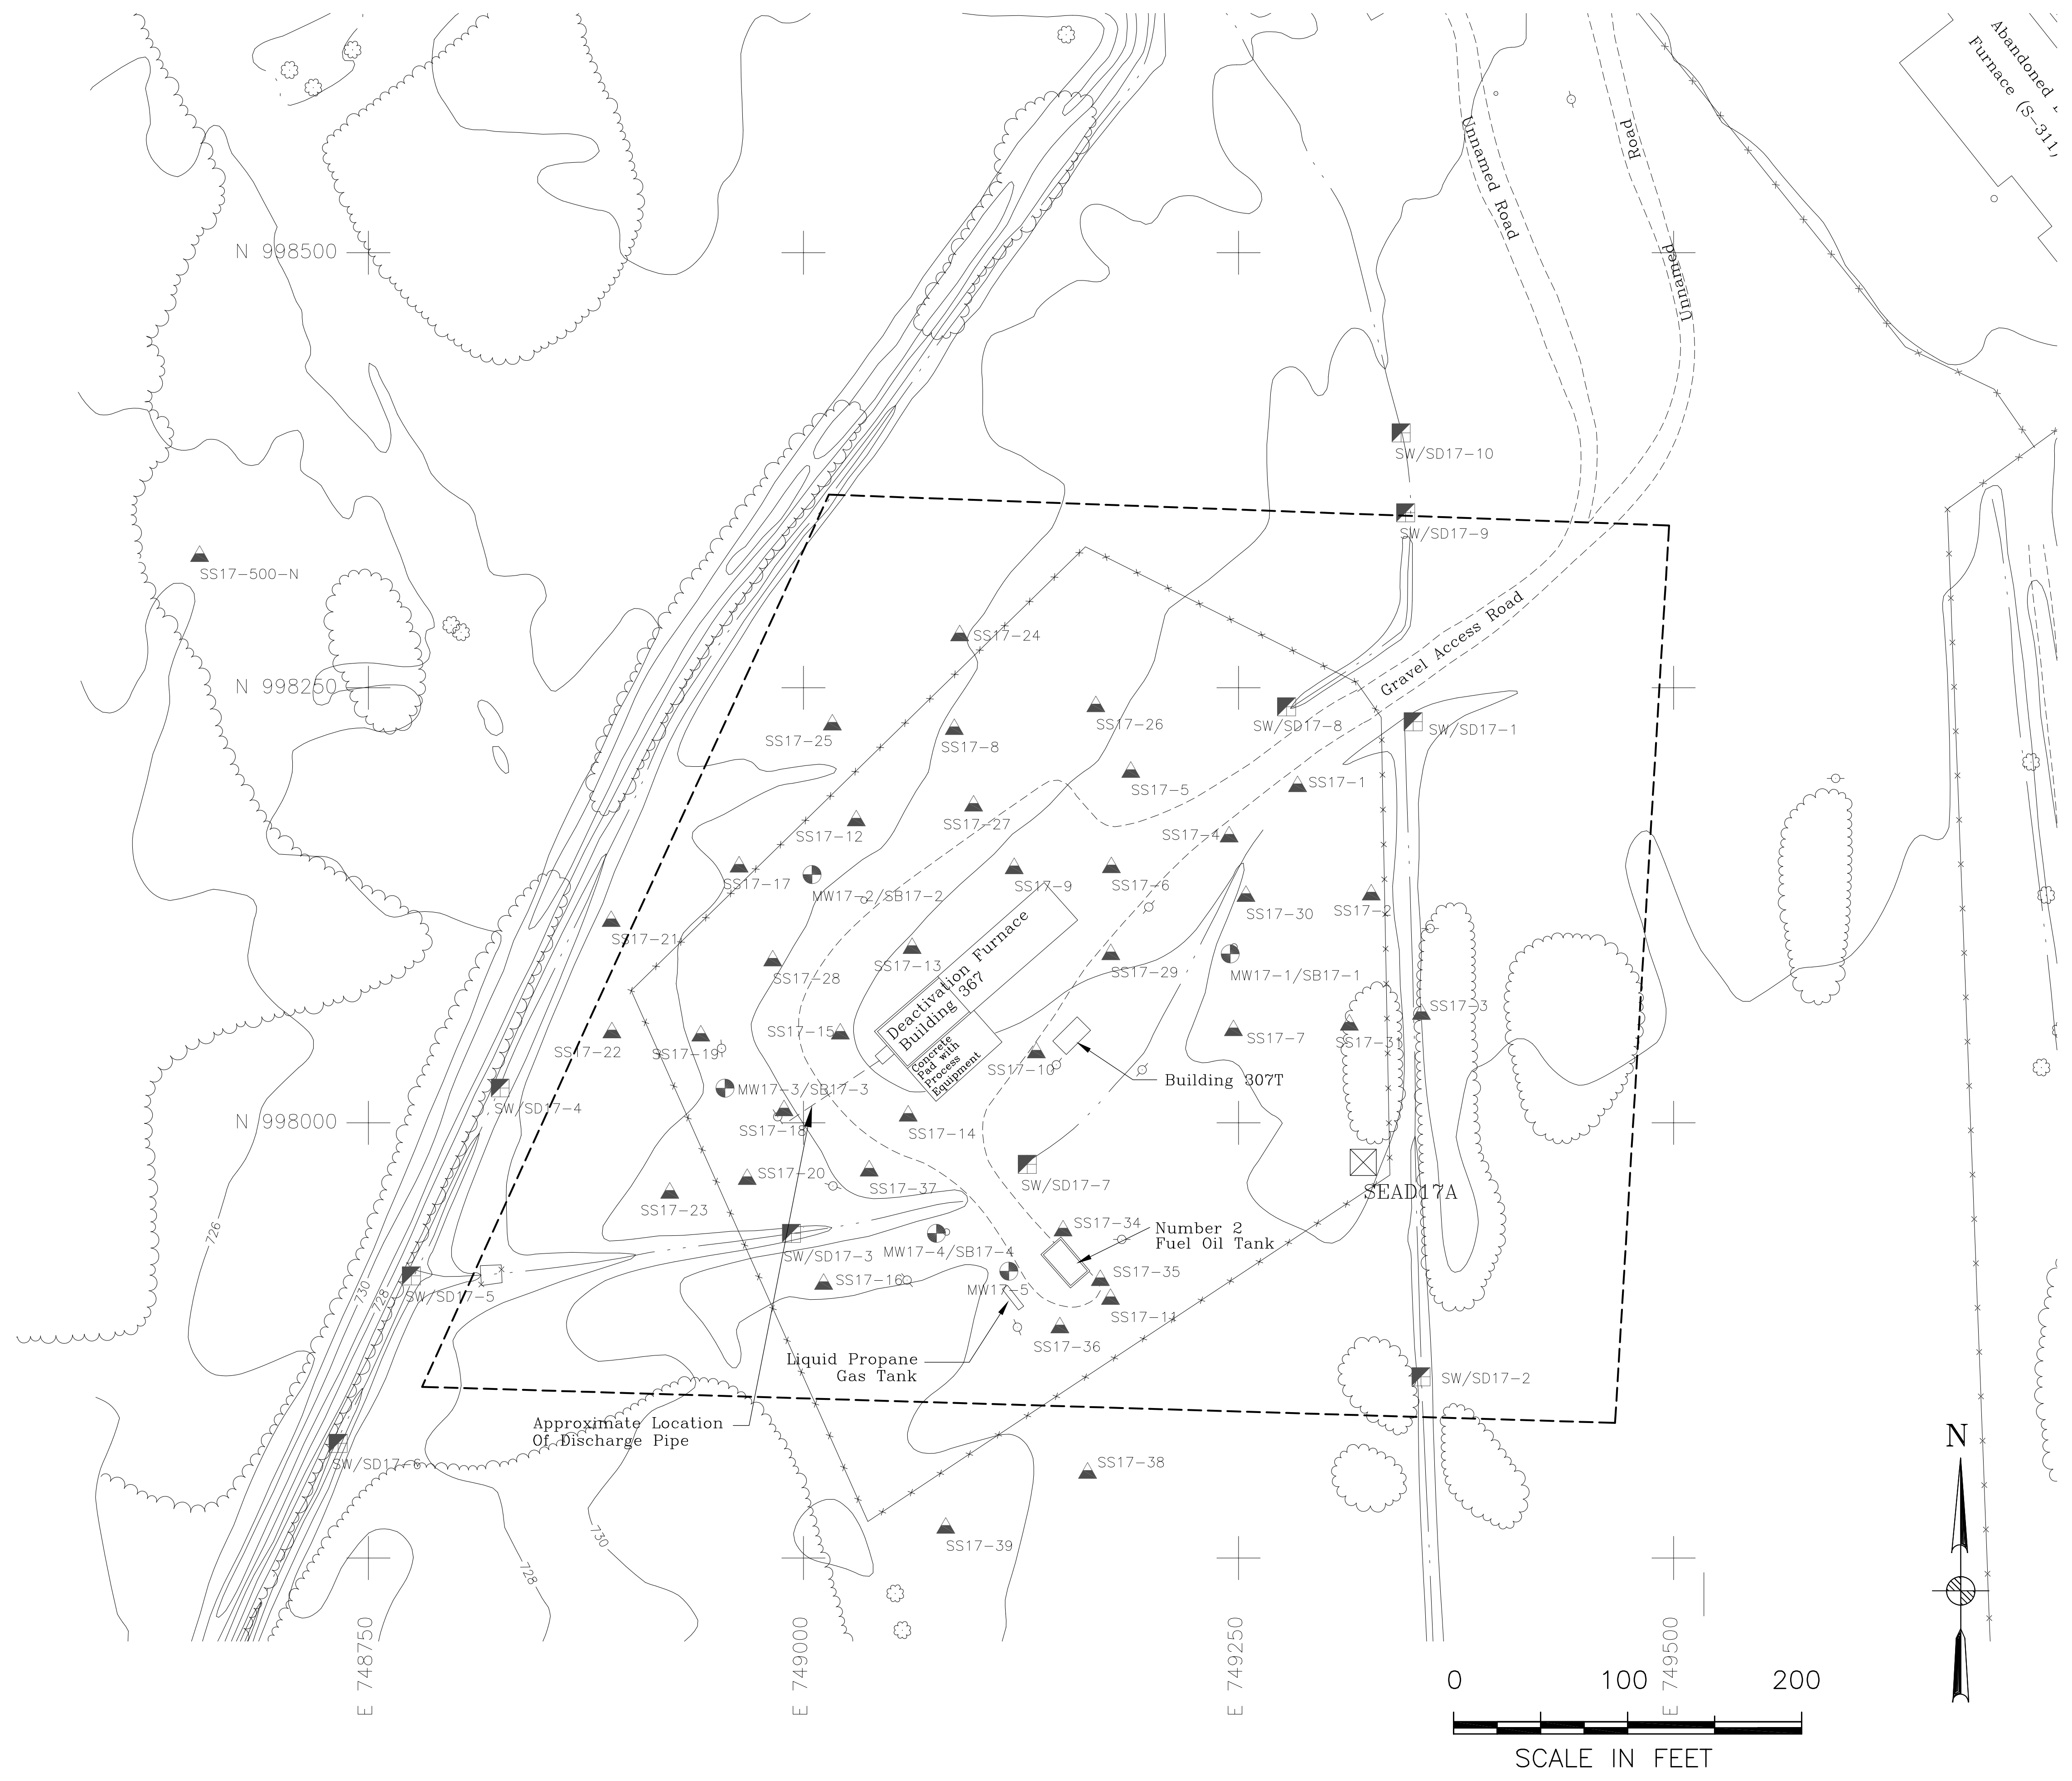 Abandoned
Furnace (S-311)
Unnamed Road
Road
Unnamed
N 998500
SW/SD17-10
SW/SD17-9
SS17-500-N
Gravel Access Road
SS17-24
N 998250
SS17-25
SS17-8
SS17-26
SW/SD17-8
SW/SD17-1
SS17-5
SS17-1
SS17-12
SS17-27
SS17-4
SS17-17
MW17-2/SB17-2
SS17-9
SS17-6
SS17-30
SS17-2
SS17-21
SS17-28
SS17-13
Deactivation Furnace
Building 367
SS17-29
MW17-1/SB17-1
SS17-3
SS17-22
SS17-19
SS17-15
Concrete
Pad with
Process
Equipment
SS17-10
SS17-7
SS17-31
Building 307T
SW/SD17-4
MW17-3/SB17-3
N 998000
SS17-18
SS17-14
SS17-20
SS17-37
SW/SD17-7
SEAD17A
SS17-23
726
SS17-34
Number 2
Fuel Oil Tank
SW/SD17-3
MW17-4/SB17-4
SS17-16
MW17-5
SS17-35
SW/SD17-5
730
728
SS17-11
SS17-36
Liquid Propane
Gas Tank
SW/SD17-2
Approximate Location
Of Discharge Pipe
SW/SD17-6
SS17-38
N
730
728
SS17-39
E 748750
E 749000
E 749250
E 749500
0 100 200
SCALE IN FEET